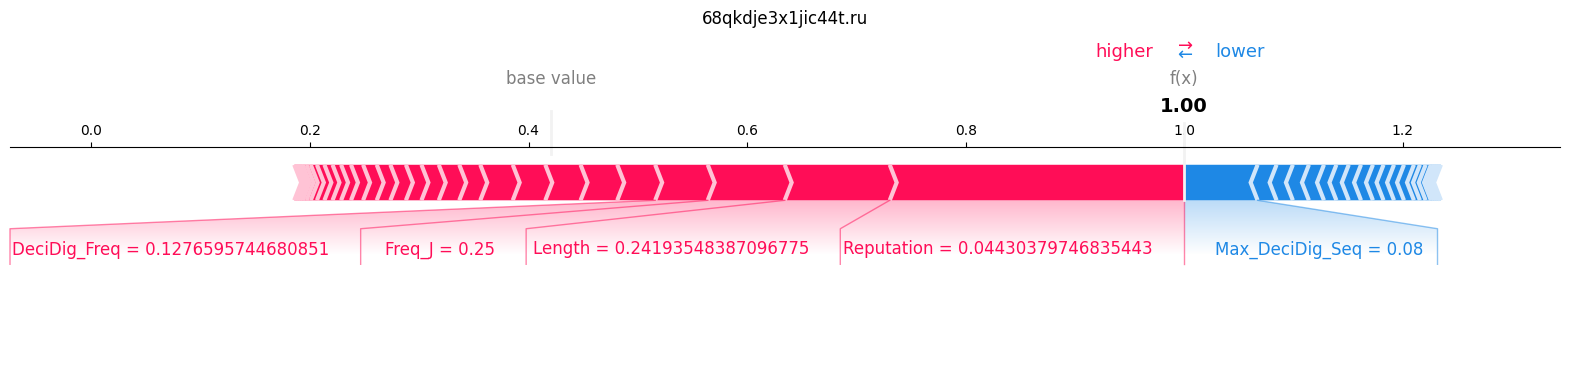 68qkdje3x1jic44t.ru
higher ⇄ lower
base value f(x)
1.00
0.0 0.2 0.4 0.6 0.8 1.0 1.2
DeciDig_Freq = 0.1276595744680851 Freq_J = 0.25 Length = 0.24193548387096775 Reputation = 0.04430379746835443 Max_DeciDig_Seq = 0.08